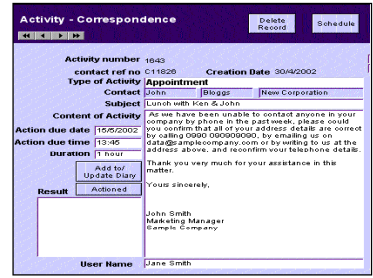 Activity - Correspondence
Delete Record
Schedule
Activity number 1643
contact ref no C11826 Creation Date 30/4/2002
Type of Activity Appointment
Contact John Bloggs New Corporation
Subject Lunch with Ken & John
Content of Activity As we have been unable to contact anyone in your
company by phone in the past week, please could
Action due date 15/5/2002 you confirm that all of your address details are correct
by calling 0990 090909090, by emailing us on
Action due time 13:45 data@samplecompany.com or by writing to us at the
address above, and reconfirm your telephone details.
Duration 1 hour
Add to/ Update Diary
Thank you very much for your assistance in this
matter.
Result Actioned
Yours sincerely,
John Smith
Marketing Manager
Sample Company
User Name Jane Smith